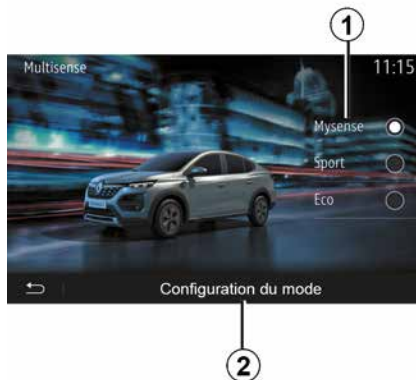 1
Multisense 11:15
Mysense
Sport
Eco
Configuration du mode
2